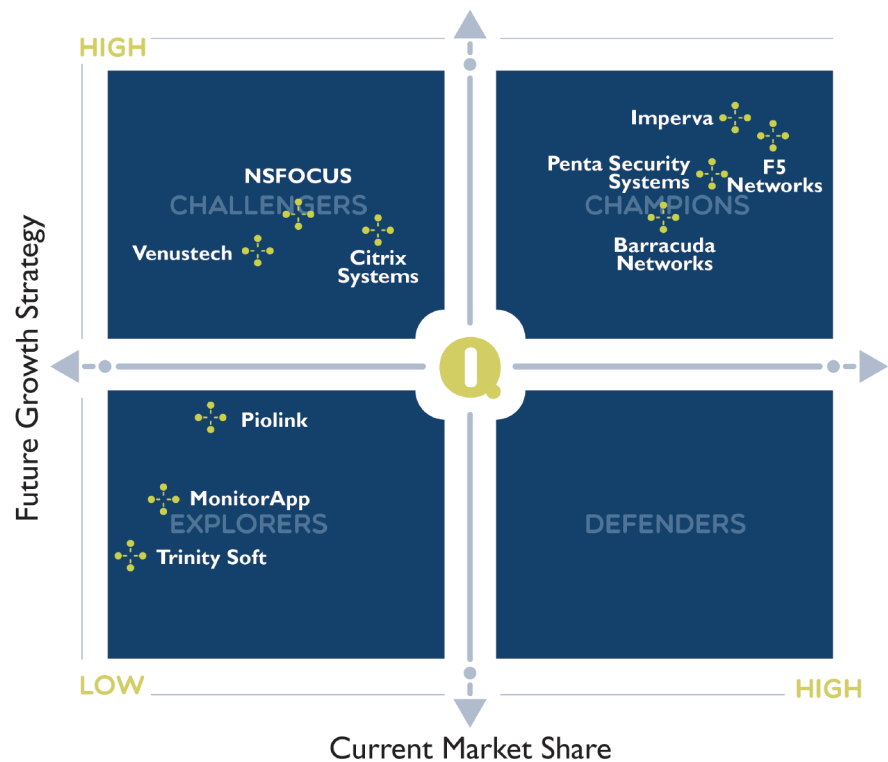 HIGH
Imperva
F5
Networks
Penta Security
Systems
NSFOCUS
CHALLENGERS
CHAMPIONS
Venustech
Citrix
Systems
Barracuda
Networks
Future Growth Strategy
Q
Piolink
MonitorApp
EXPLORERS
DEFENDERS
Trinity Soft
LOW
HIGH
Current Market Share